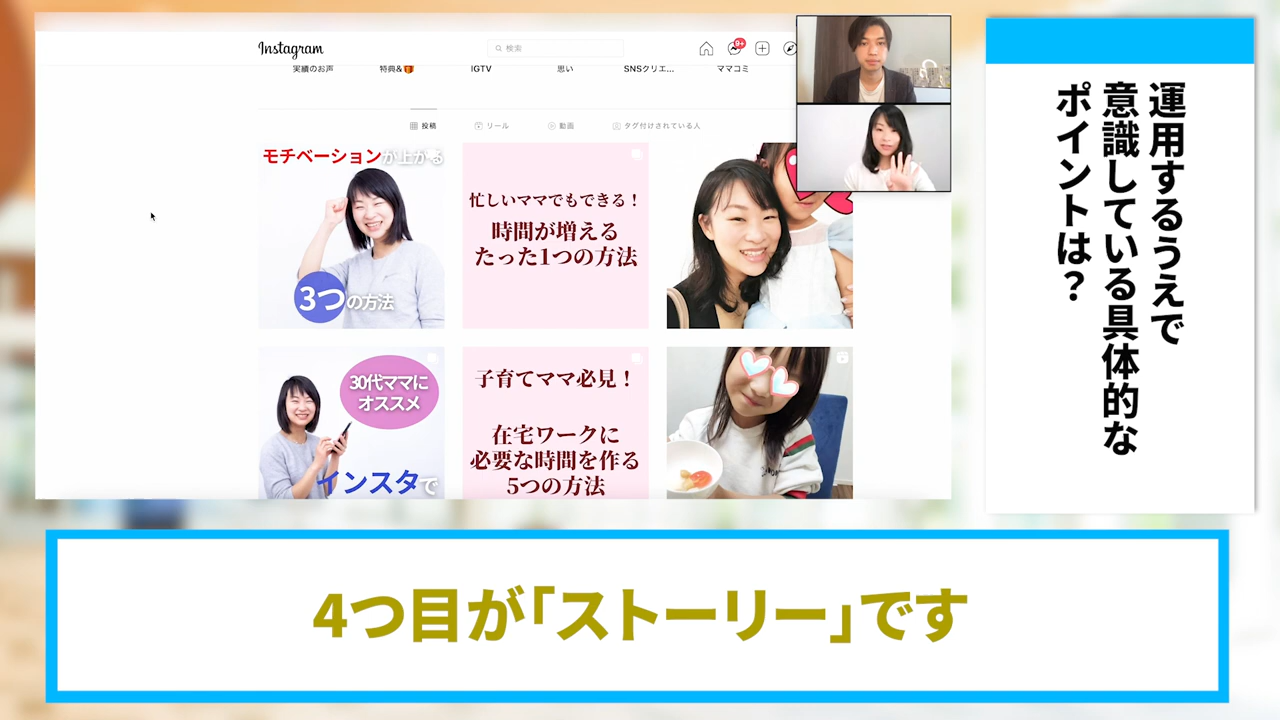 Instagram
検索
9+
実績のお声
特典&🎁
IGTV
思い
SNSクリエ...
ママコミ
投稿
リール
動画
タグ付けされている人
モチベーションが上がる
3つの方法
忙しいママでもできる！
時間が増える
たった1つの方法
30代ママに
オススメ
インスタで
子育てママ必見！
在宅ワークに
必要な時間を作る
5つの方法
運用するうえで
意識している具体的な
ポイントは？
4つ目が「ストーリー」です